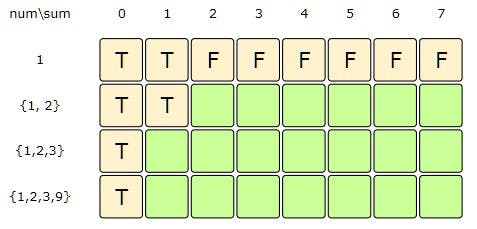 num\sum 0 1 2 3 4 5 6 7
1 T T F F F F F F
{1, 2} T T
{1,2,3} T
{1,2,3,9} T